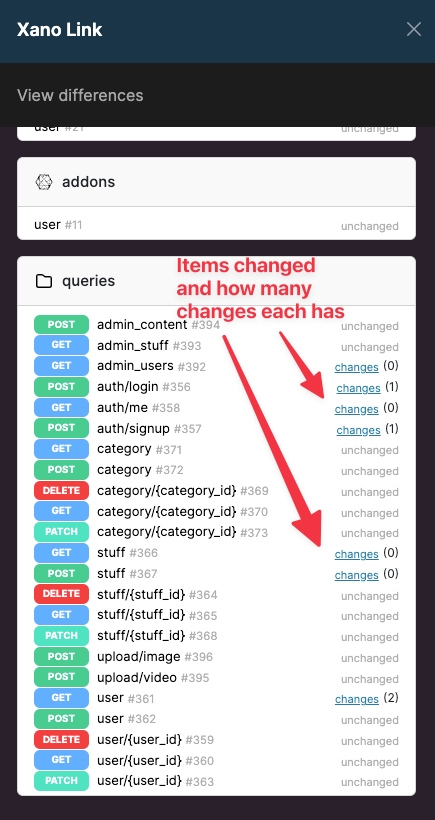 Xano Link
View differences
user #21 unchanged
addons
user #11 unchanged
queries
Items changed
and how many
changes each has
POST admin_content #394 unchanged
GET admin_stuff #393 unchanged
GET admin_users #392 changes (0)
POST auth/login #356 changes (1)
GET auth/me #358 changes (0)
POST auth/signup #357 changes (1)
GET category #371 unchanged
POST category #372 unchanged
DELETE category/{category_id} #369 unchanged
GET category/{category_id} #370 unchanged
PATCH category/{category_id} #373 unchanged
GET stuff #366 changes (0)
POST stuff #367 changes (0)
DELETE stuff/{stuff_id} #364 unchanged
GET stuff/{stuff_id} #365 unchanged
PATCH stuff/{stuff_id} #368 unchanged
POST upload/image #396 unchanged
POST upload/video #395 unchanged
GET user #361 changes (2)
POST user #362 unchanged
DELETE user/{user_id} #359 unchanged
GET user/{user_id} #360 unchanged
PATCH user/{user_id} #363 unchanged